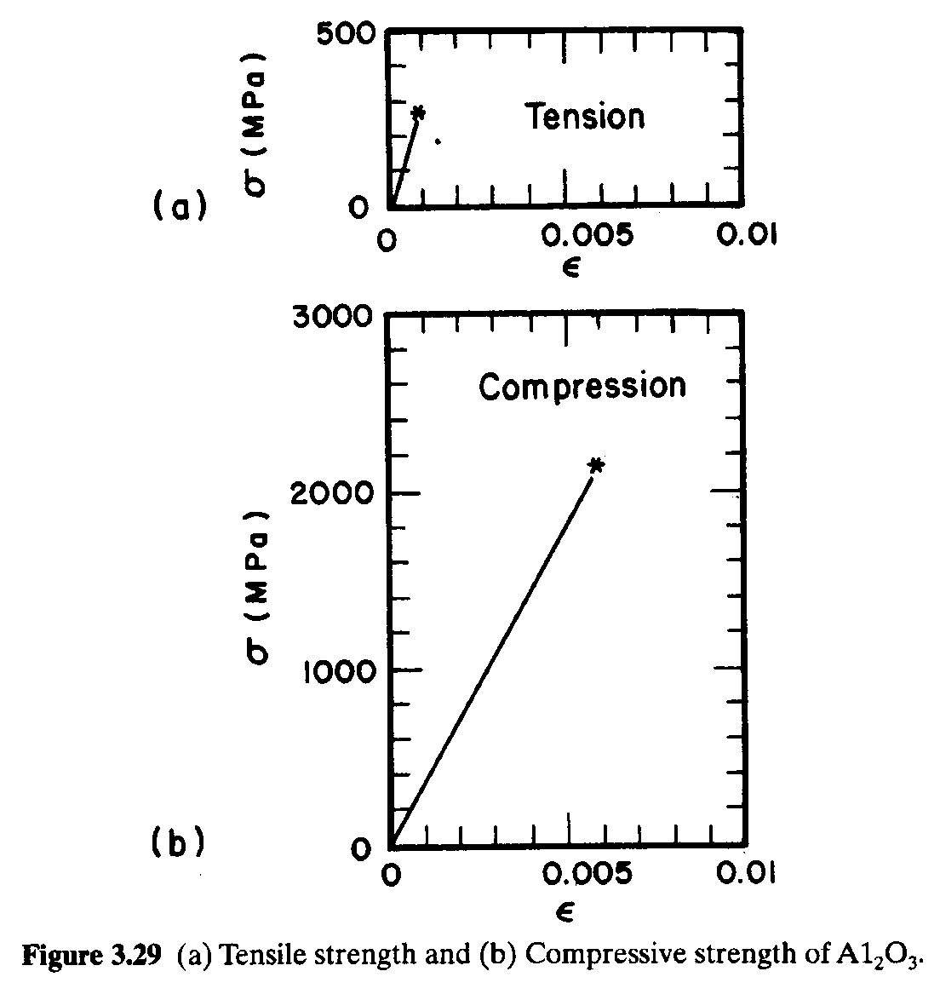 500
σ (MPa)
*
Tension
(a)
0
0 0.005 0.01
ϵ
3000
Compression
*
2000
σ (MPa)
1000
(b)
0
0 0.005 0.01
ϵ
Figure 3.29 (a) Tensile strength and (b) Compressive strength of Al₂O₃.